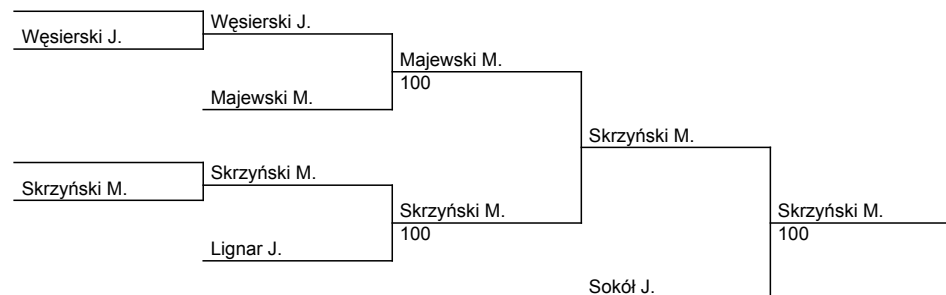 Węsierski J.
Węsierski J.
Majewski M.
100
Majewski M.
Skrzyński M.
Skrzyński M.
Skrzyński M.
Skrzyński M.
100
Skrzyński M.
100
Lignar J.
Sokół J.